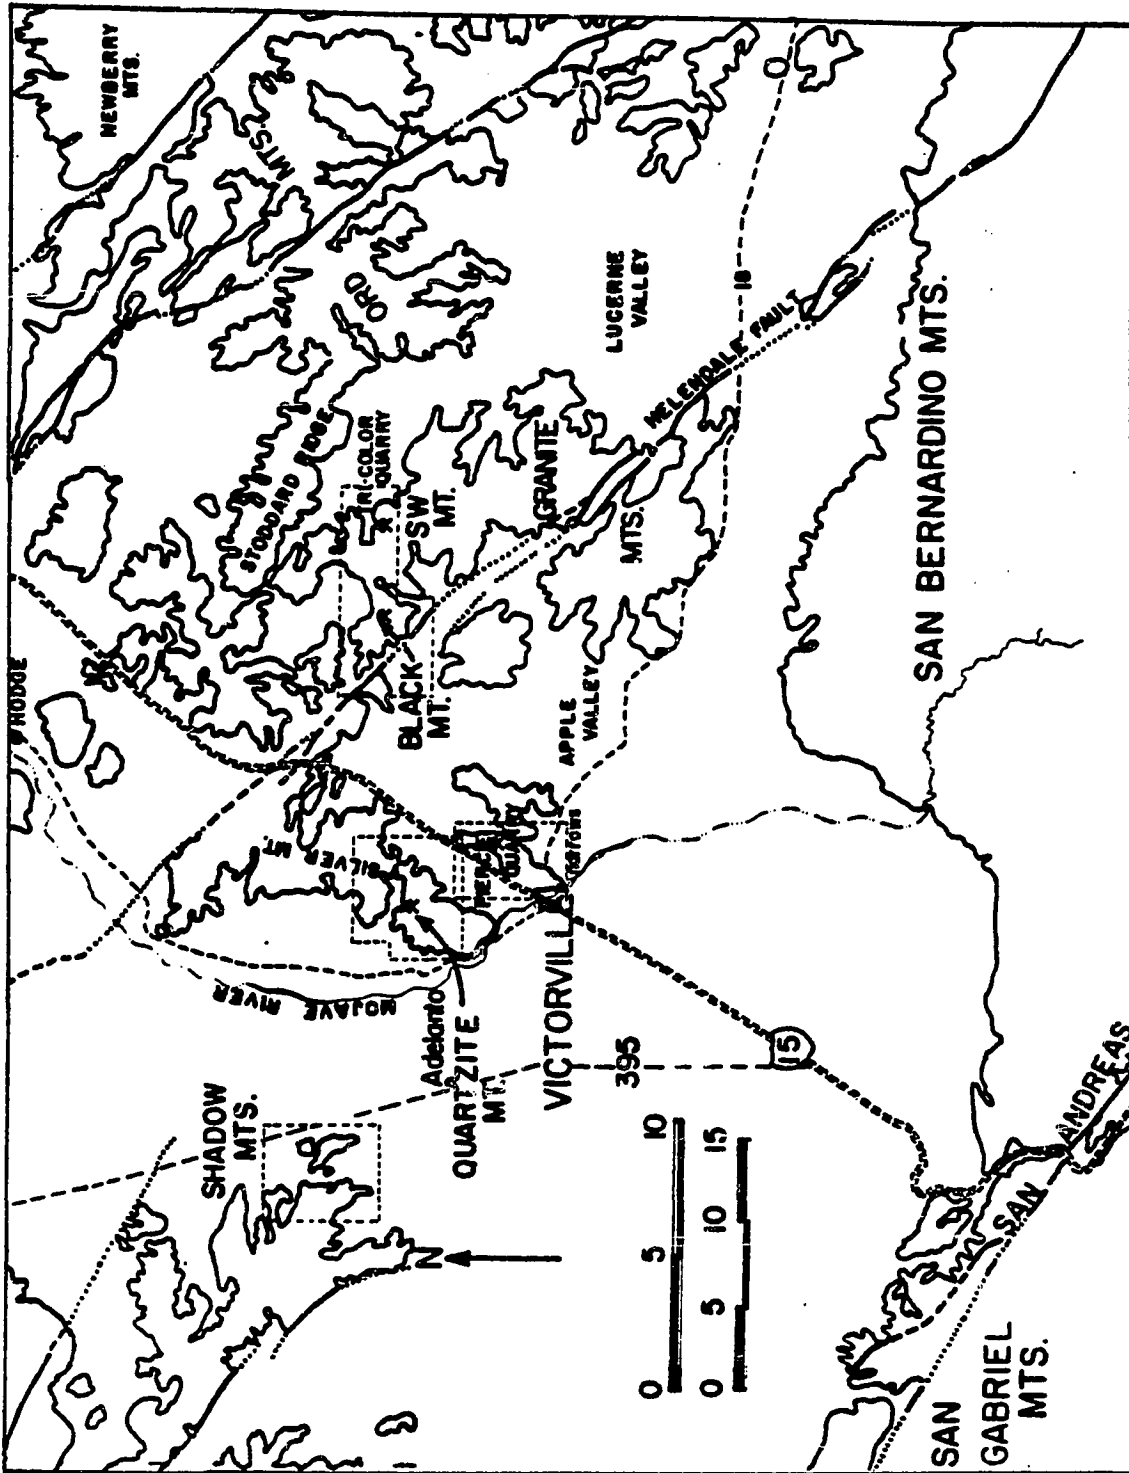 NEWBERRY
MTS.
ORD
MTS.
HODGE
STODDARD RIDGE
TRI-COLOR
QUARRY
SW
MT.
LUCERNE
VALLEY
18
HELENDALE FAULT
GRANITE
MTS.
BLACK
MT.
APPLE
VALLEY
SAN BERNARDINO MTS.
SILVER MT.
PIERCE
QUARRY
MOJAVE
RIVER
Adelanto
QUARTZITE
MT.
VICTORVILLE
395
15
SHADOW
MTS.
N
0 5 10
0 5 10 15
SAN ANDREAS
SAN
GABRIEL
MTS.